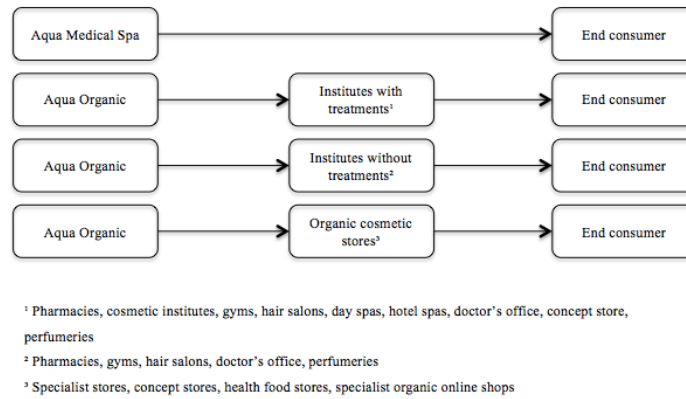 Aqua Medical Spa
End consumer
Aqua Organic
Institutes with
treatments¹
End consumer
Aqua Organic
Institutes without
treatments²
End consumer
Aqua Organic
Organic cosmetic
stores³
End consumer
¹ Pharmacies, cosmetic institutes, gyms, hair salons, day spas, hotel spas, doctor’s office, concept store,
perfumeries
² Pharmacies, gyms, hair salons, doctor’s office, perfumeries
³ Specialist stores, concept stores, health food stores, specialist organic online shops